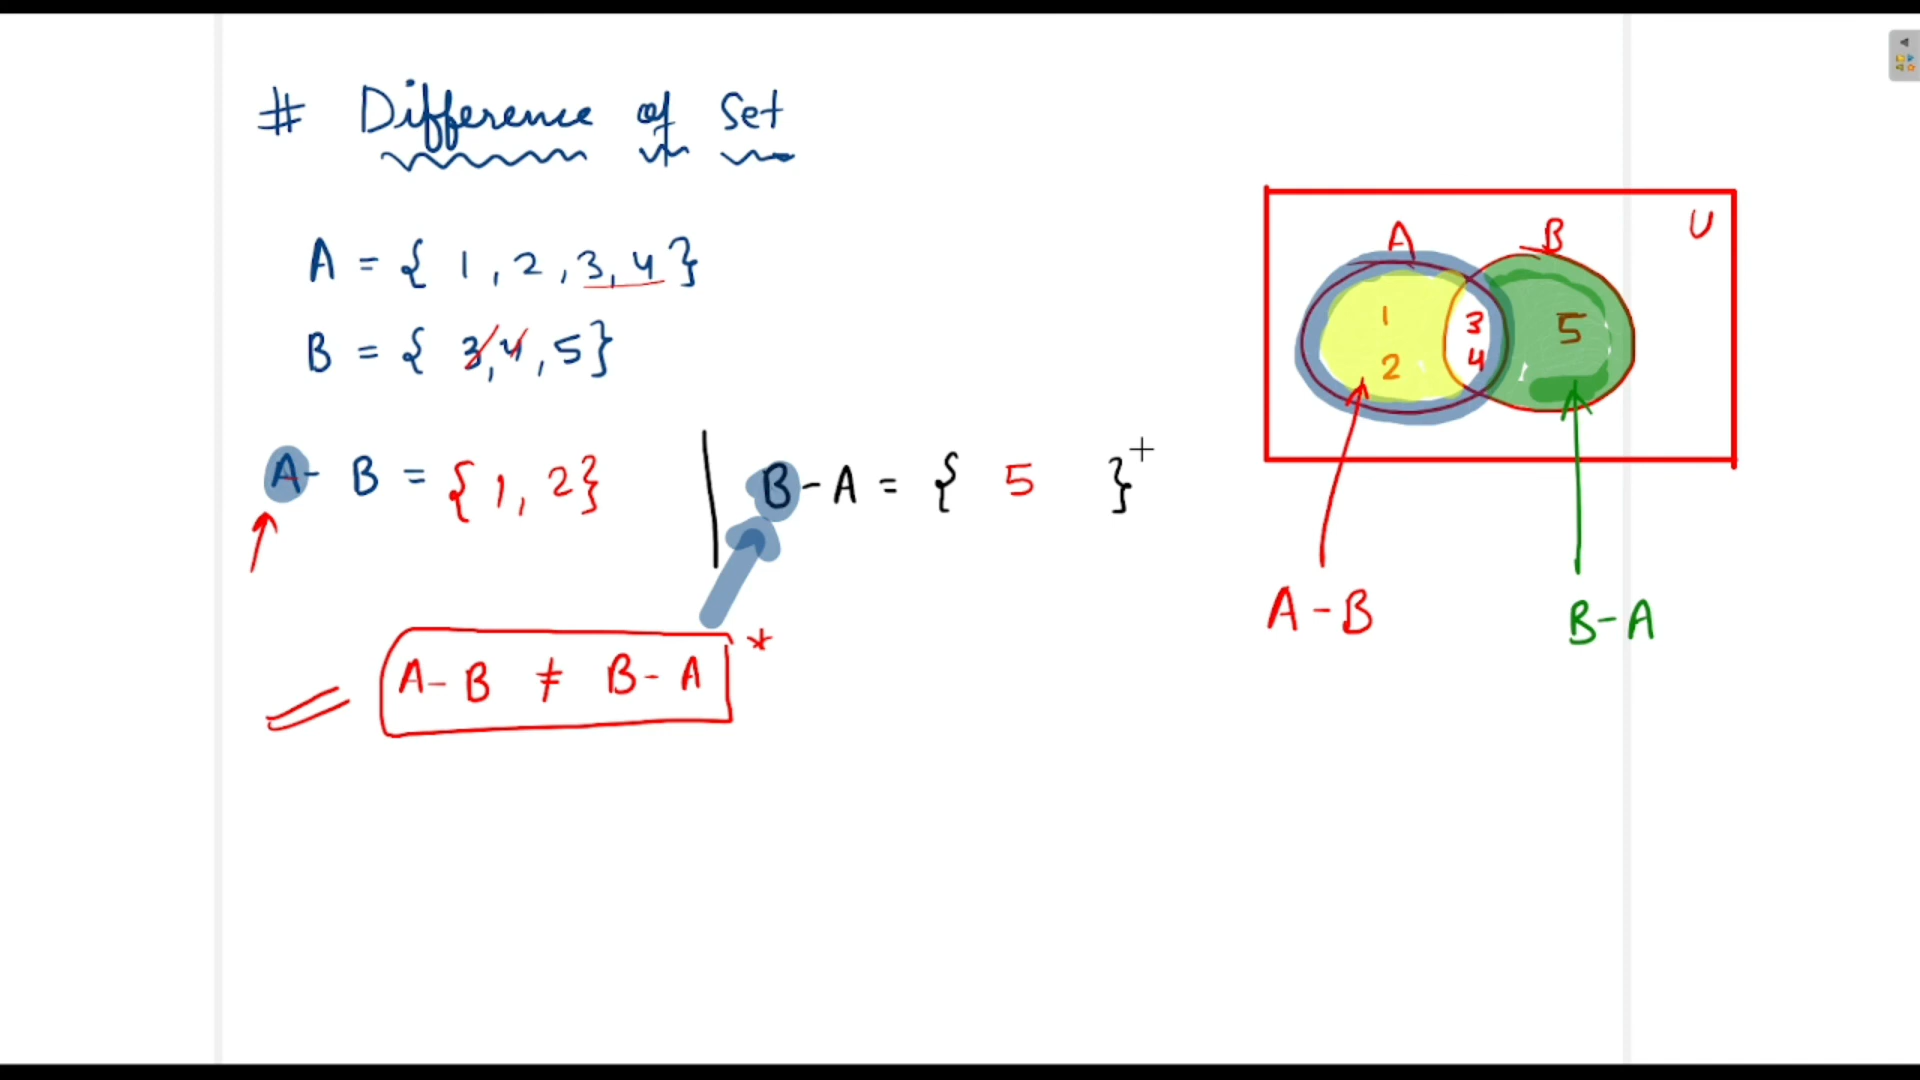 # Difference of Set
A = { 1, 2, 3, 4 }
B = { 3, 4, 5 }
A - B = { 1, 2 }
B - A = { 5 }
A - B ≠ B - A *
A B U
1 3 5
2 4
A - B
B - A